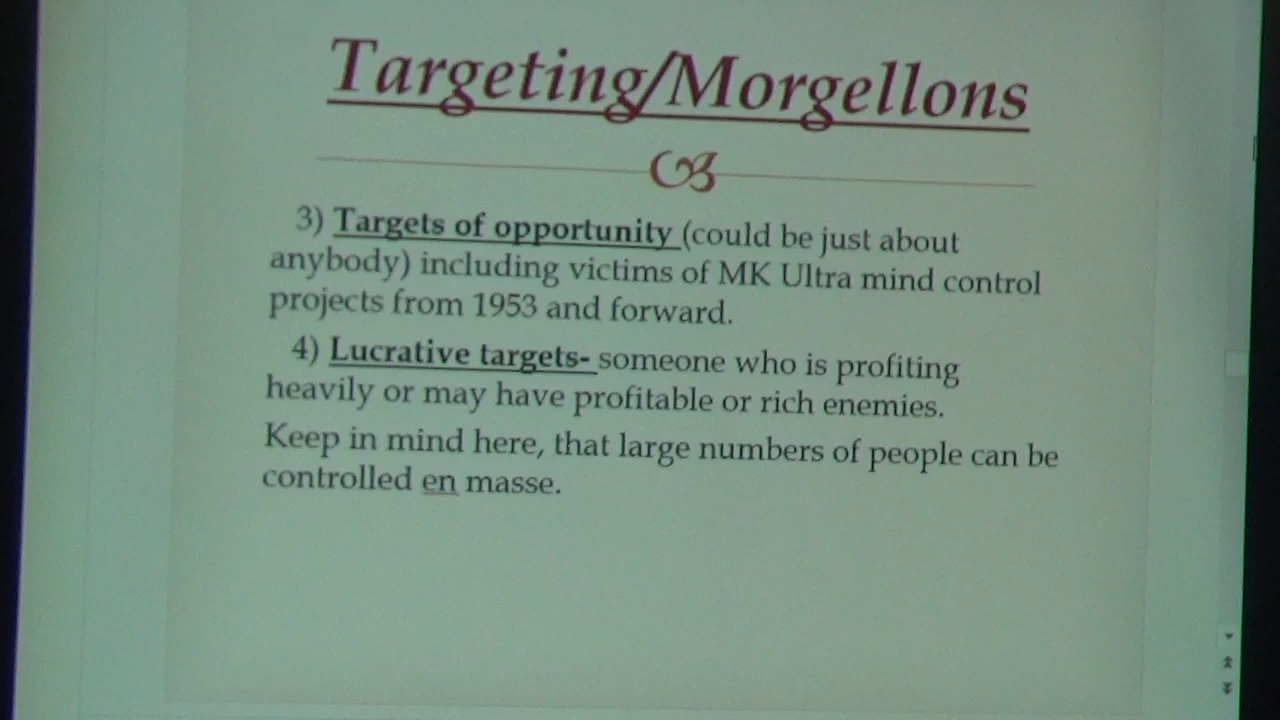 Targeting/Morgellons
3) Targets of opportunity (could be just about
anybody) including victims of MK Ultra mind control
projects from 1953 and forward.
4) Lucrative targets- someone who is profiting
heavily or may have profitable or rich enemies.
Keep in mind here, that large numbers of people can be
controlled en masse.